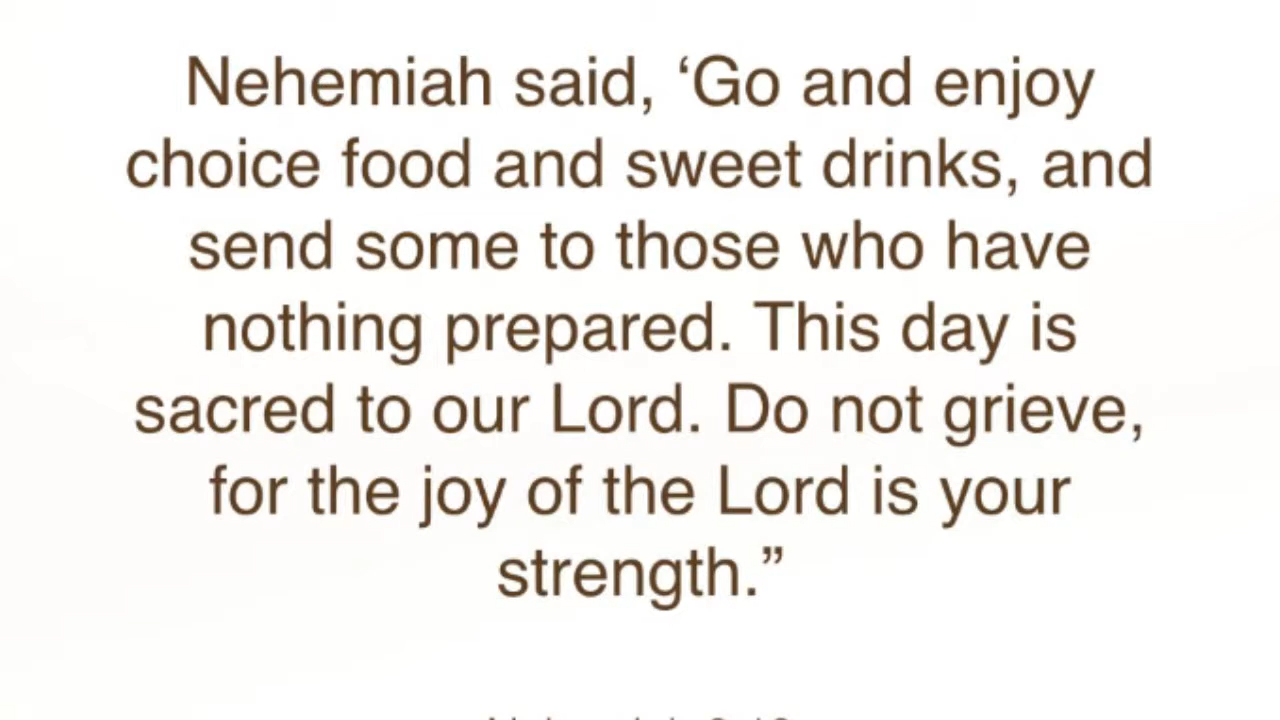 Nehemiah said, ‘Go and enjoy
choice food and sweet drinks, and
send some to those who have
nothing prepared. This day is
sacred to our Lord. Do not grieve,
for the joy of the Lord is your
strength.”